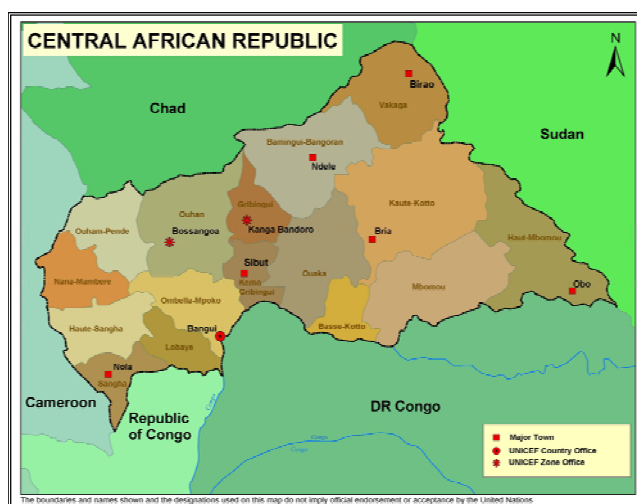 CENTRAL AFRICAN REPUBLIC
N
Birao
Vakaga
Chad
Sudan
Bamingui-Bangoran
Ndele
Gribingui
Kaute-Kotto
Ouhan
Ouham-Pende
Bossangoa
Kanga Bandoro
Bria
Haut-Mbomou
Sibut
Ouaka
Nana-Mambere
Kemo
Gribingui
Mbomou
Obo
Ombella-Mpoko
Basse-Kotto
Haute-Sangha
Bangui
Lobaye
Nola
Sangha
Cameroon
Republic
of Congo
DR Congo
Congo
Congo
Major Town
UNICEF Country Office
UNICEF Zone Office
The boundaries and names shown and the designations used on this map do not imply official endorsement or acceptance by the United Nations